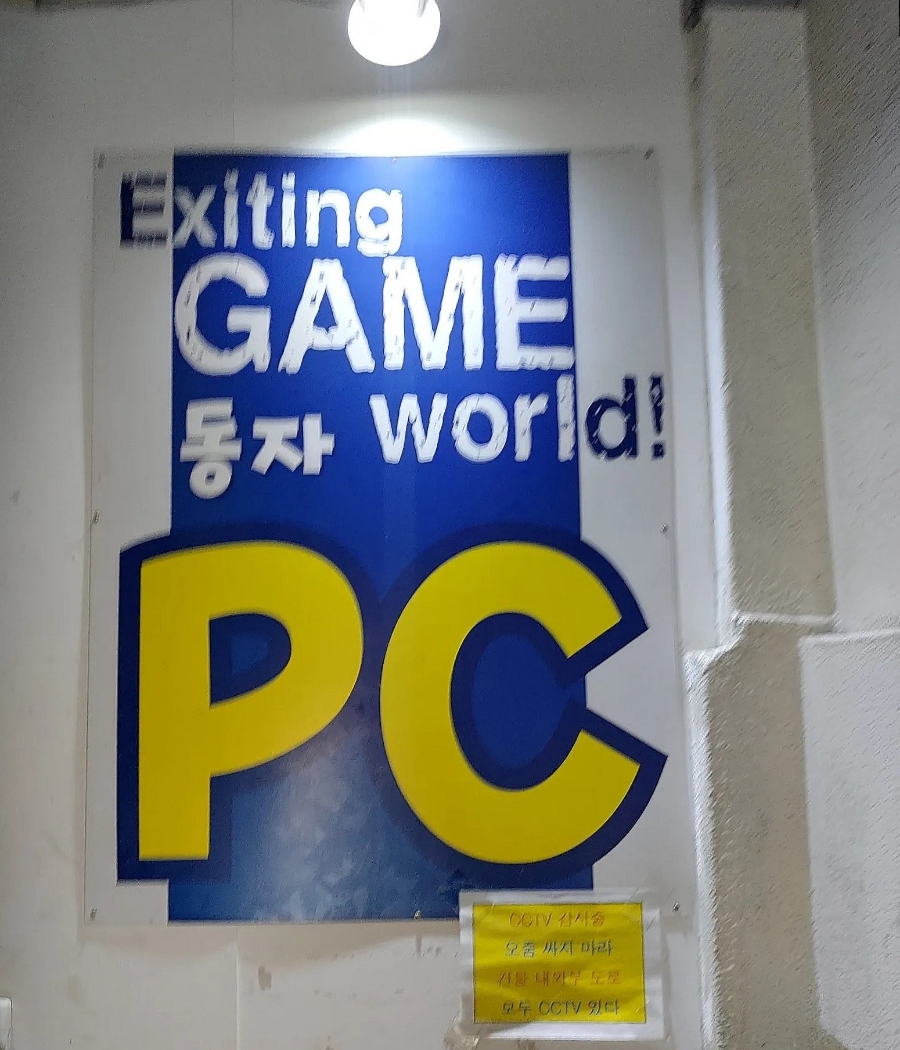 Exiting
GAME
동자 world!
PC
CCTV 감시중
오줌 싸지 마라
건물 내외부 도로
모두 CCTV 있다